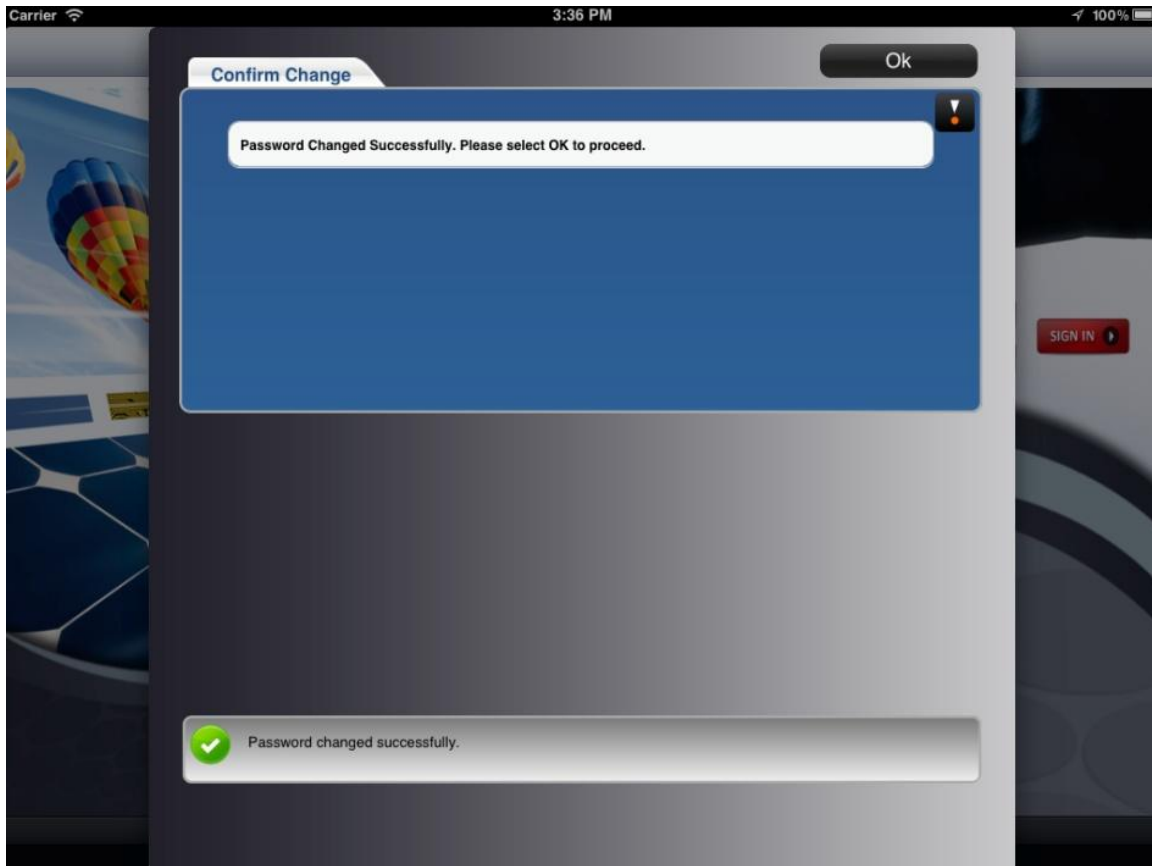 Carrier 3:36 PM 100%
Ok
Confirm Change
Password Changed Successfully. Please select OK to proceed.
SIGN IN
Password changed successfully.